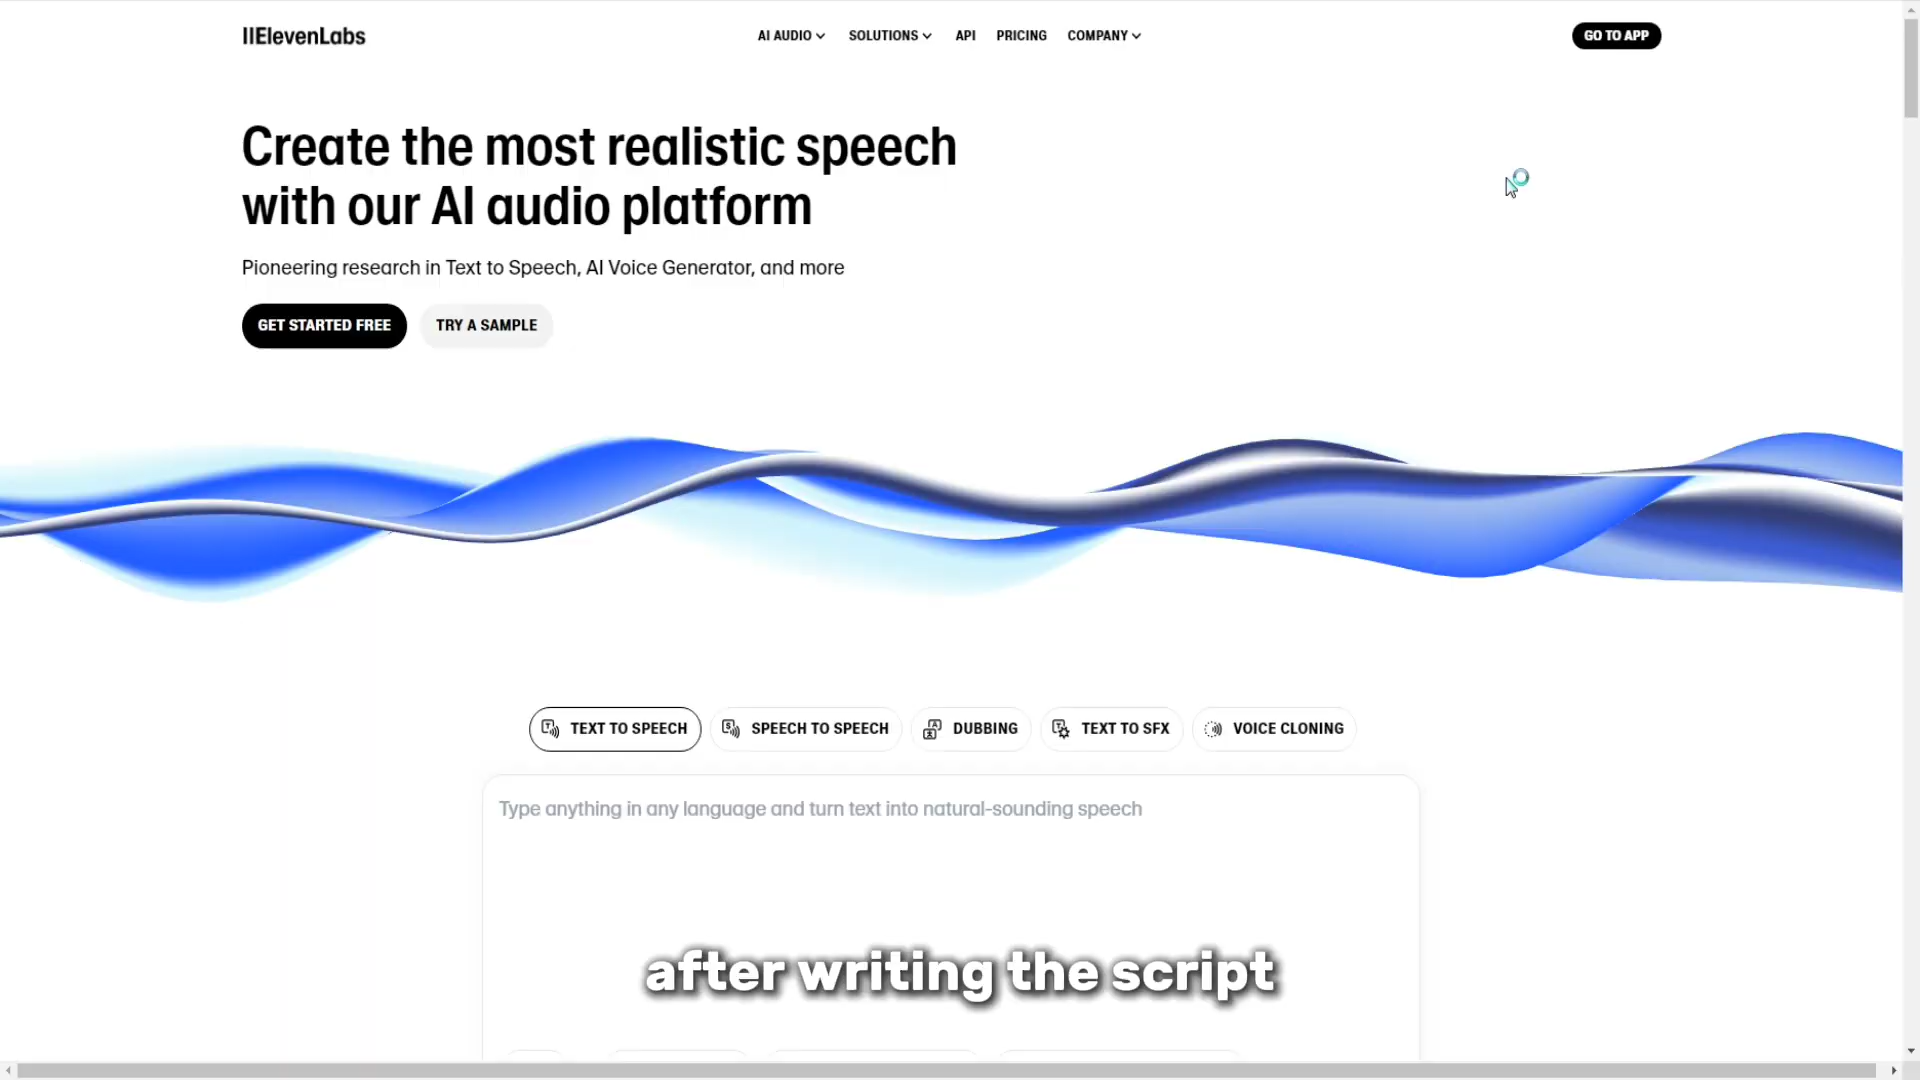 IIElevenLabs
AI AUDIO
SOLUTIONS
API
PRICING
COMPANY
GO TO APP
Create the most realistic speech
with our AI audio platform
Pioneering research in Text to Speech, AI Voice Generator, and more
GET STARTED FREE
TRY A SAMPLE
TEXT TO SPEECH
SPEECH TO SPEECH
DUBBING
TEXT TO SFX
VOICE CLONING
Type anything in any language and turn text into natural-sounding speech
after writing the script